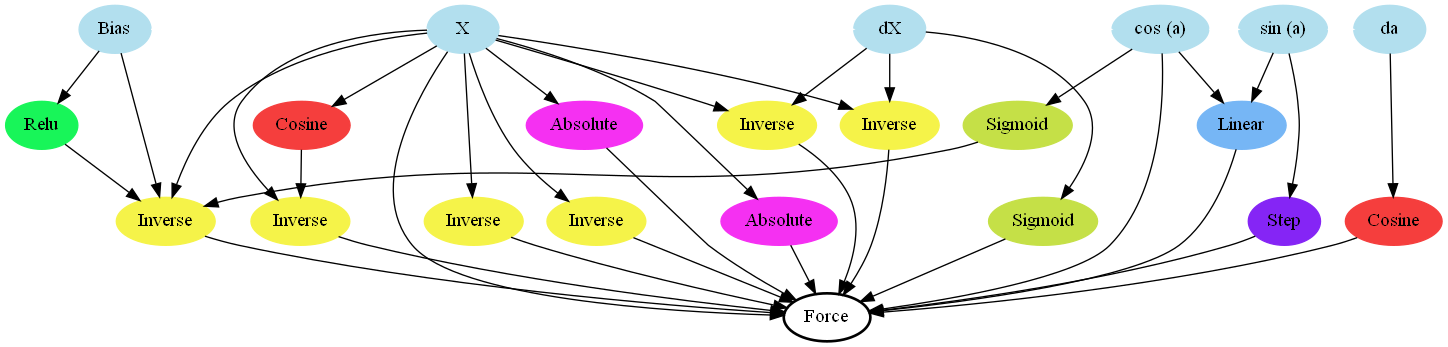 Bias
X
dX
cos (a)
sin (a)
da
Relu
Cosine
Absolute
Inverse
Inverse
Sigmoid
Linear
Inverse
Inverse
Inverse
Inverse
Absolute
Sigmoid
Step
Cosine
Force